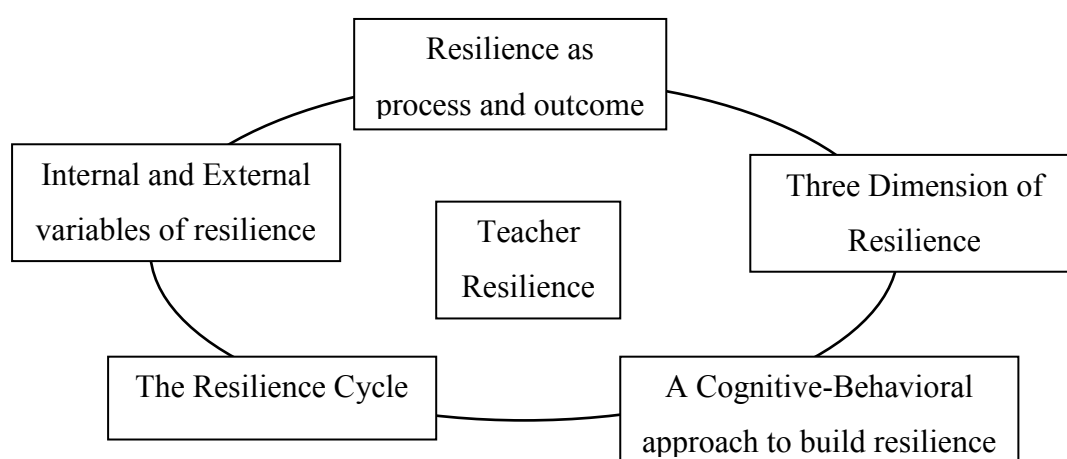 Resilience as
process and outcome
Internal and External
variables of resilience
Three Dimension of
Resilience
Teacher
Resilience
The Resilience Cycle
A Cognitive-Behavioral
approach to build resilience